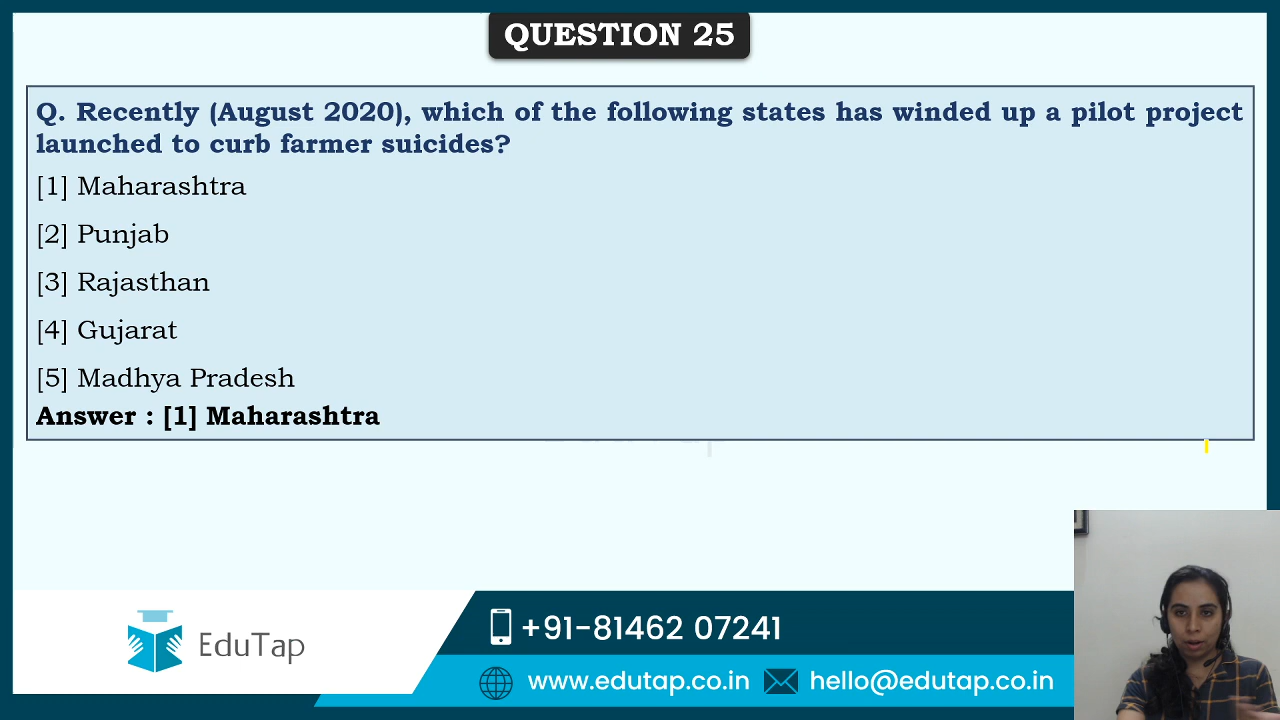 QUESTION 25
Q. Recently (August 2020), which of the following states has winded up a pilot project
launched to curb farmer suicides?
[1] Maharashtra
[2] Punjab
[3] Rajasthan
[4] Gujarat
[5] Madhya Pradesh
Answer : [1] Maharashtra
EduTap
+91-81462 07241
www.edutap.co.in
hello@edutap.co.in